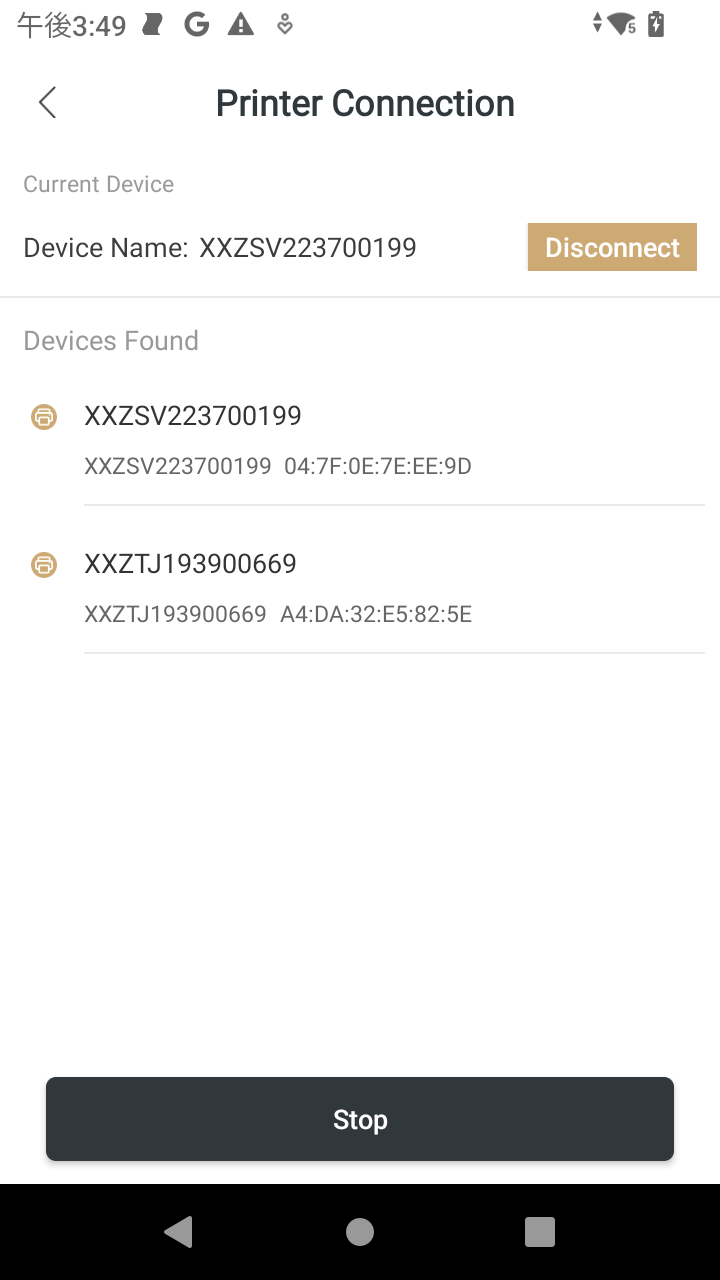 午後3:49
Printer Connection
Current Device
Device Name: XXZSV223700199
Disconnect
Devices Found
XXZSV223700199
XXZSV223700199 04:7F:0E:7E:EE:9D
XXZTJ193900669
XXZTJ193900669 A4:DA:32:E5:82:5E
Stop